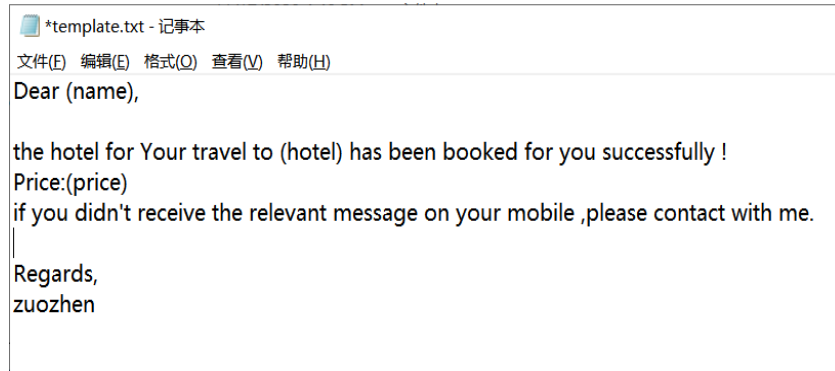 *template.txt - 记事本
文件(F) 编辑(E) 格式(O) 查看(V) 帮助(H)
Dear (name),
the hotel for Your travel to (hotel) has been booked for you successfully !
Price:(price)
if you didn't receive the relevant message on your mobile ,please contact with me.
Regards,
zuozhen